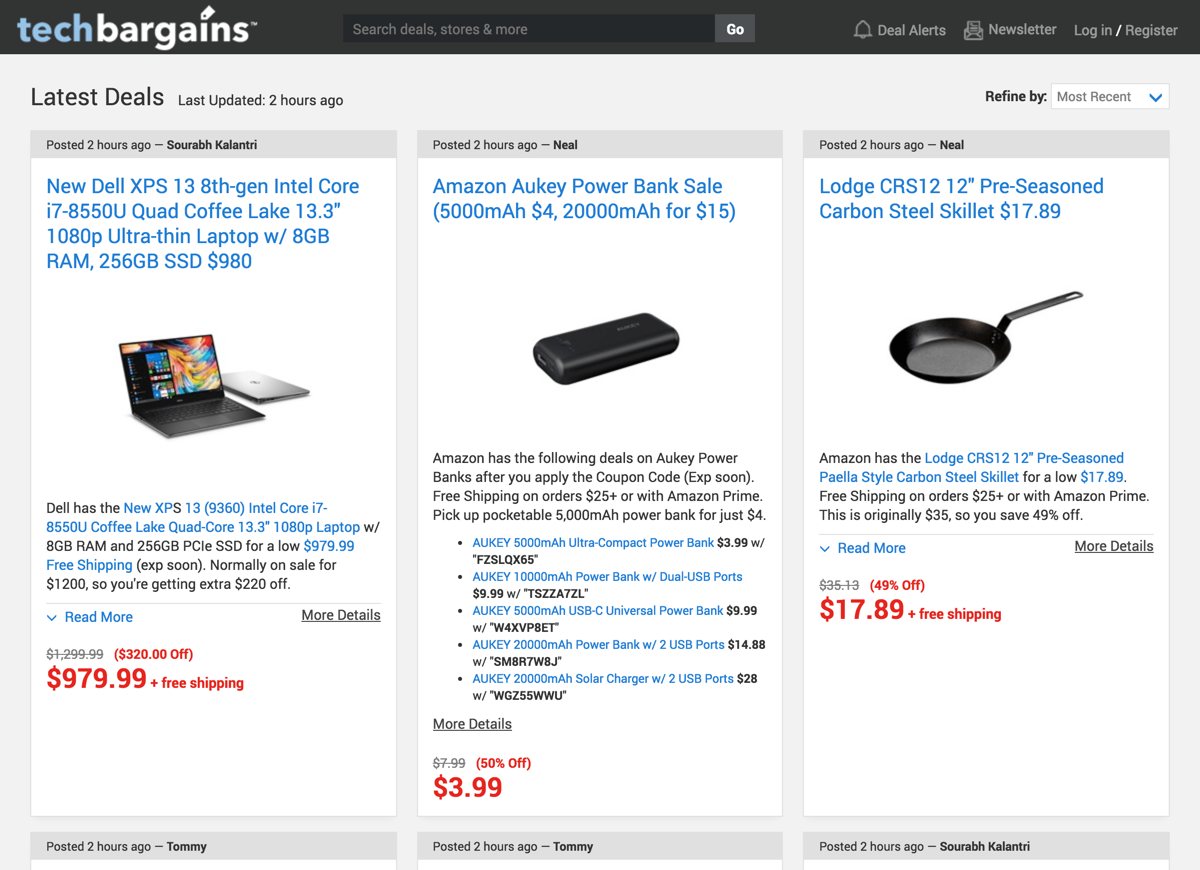 techbargains™
Search deals, stores & more
Go
Deal Alerts
Newsletter
Log in / Register
Latest Deals
Last Updated: 2 hours ago
Refine by:
Most Recent
Posted 2 hours ago — Sourabh Kalantri
New Dell XPS 13 8th-gen Intel Core
i7-8550U Quad Coffee Lake 13.3"
1080p Ultra-thin Laptop w/ 8GB
RAM, 256GB SSD $980
Dell has the New XPS 13 (9360) Intel Core i7-
8550U Coffee Lake Quad-Core 13.3" 1080p Laptop w/
8GB RAM and 256GB PCIe SSD for a low $979.99
Free Shipping (exp soon). Normally on sale for
$1200, so you're getting extra $220 off.
Read More
More Details
$1,299.99 ($320.00 Off)
$979.99 + free shipping
Posted 2 hours ago — Neal
Amazon Aukey Power Bank Sale
(5000mAh $4, 20000mAh for $15)
AUKEY
Amazon has the following deals on Aukey Power
Banks after you apply the Coupon Code (Exp soon).
Free Shipping on orders $25+ or with Amazon Prime.
Pick up pocketable 5,000mAh power bank for just $4.
• AUKEY 5000mAh Ultra-Compact Power Bank $3.99 w/
"FZSLQX65"
• AUKEY 10000mAh Power Bank w/ Dual-USB Ports
$9.99 w/ "TSZZA7ZL"
• AUKEY 5000mAh USB-C Universal Power Bank $9.99
w/ "W4XVP8ET"
• AUKEY 20000mAh Power Bank w/ 2 USB Ports $14.88
w/ "SM8R7W8J"
• AUKEY 20000mAh Solar Charger w/ 2 USB Ports $28
w/ "WGZ55WWU"
More Details
$7.99 (50% Off)
$3.99
Posted 2 hours ago — Neal
Lodge CRS12 12" Pre-Seasoned
Carbon Steel Skillet $17.89
Amazon has the Lodge CRS12 12" Pre-Seasoned
Paella Style Carbon Steel Skillet for a low $17.89.
Free Shipping on orders $25+ or with Amazon Prime.
This is originally $35, so you save 49% off.
Read More
More Details
$35.13 (49% Off)
$17.89 + free shipping
Posted 2 hours ago — Tommy
Posted 2 hours ago — Tommy
Posted 2 hours ago — Sourabh Kalantri